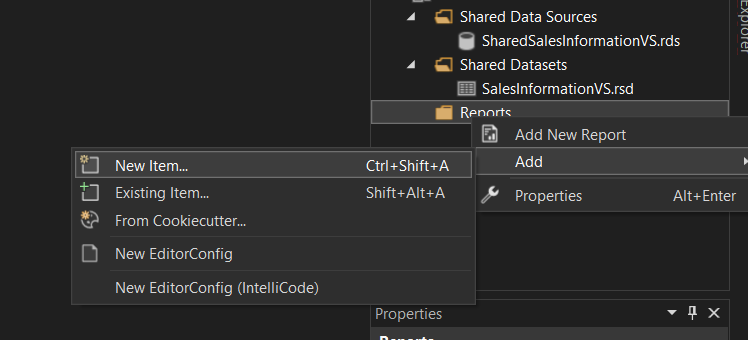 Shared Data Sources
SharedSalesInformationVS.rds
Shared Datasets
SalesInformationVS.rsd
Reports
Explorer
Add New Report
Add
Properties Alt+Enter
New Item... Ctrl+Shift+A
Existing Item... Shift+Alt+A
From Cookiecutter...
New EditorConfig
New EditorConfig (IntelliCode)
Properties
Reports